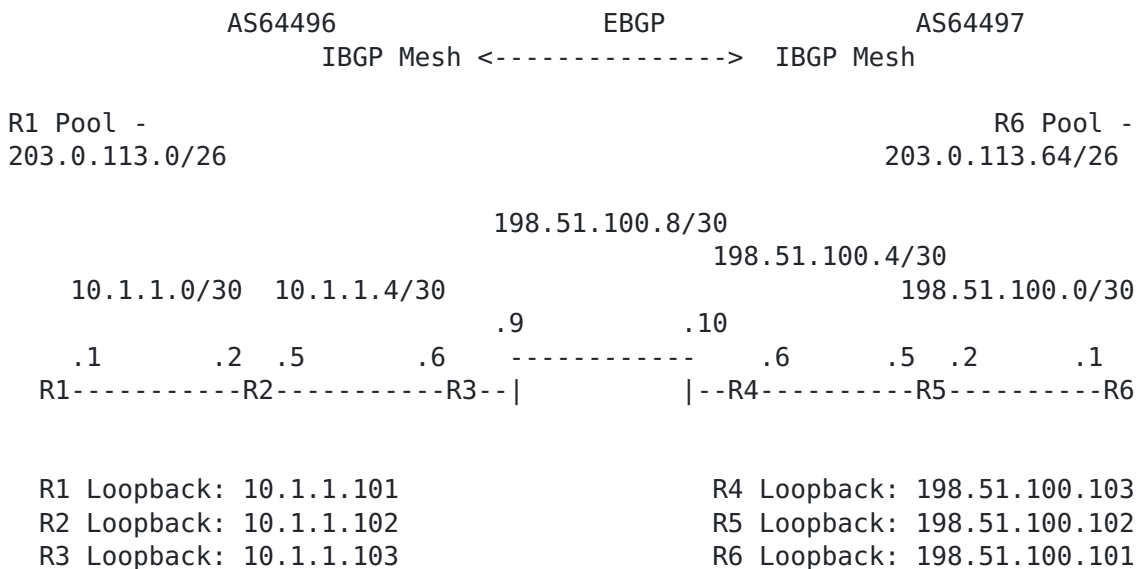 AS64496                 EBGP                AS64497
IBGP Mesh <---------------> IBGP Mesh
R1 Pool -                                                      R6 Pool -
203.0.113.0/26                                          203.0.113.64/26
198.51.100.8/30
198.51.100.4/30
10.1.1.0/30  10.1.1.4/30                             198.51.100.0/30
.9          .10
.1       .2 .5       .6    ------------    .6      .5 .2      .1
R1-----------R2-----------R3--|          |--R4----------R5----------R6
R1 Loopback: 10.1.1.101                    R4 Loopback: 198.51.100.103
R2 Loopback: 10.1.1.102                    R5 Loopback: 198.51.100.102
R3 Loopback: 10.1.1.103                    R6 Loopback: 198.51.100.101